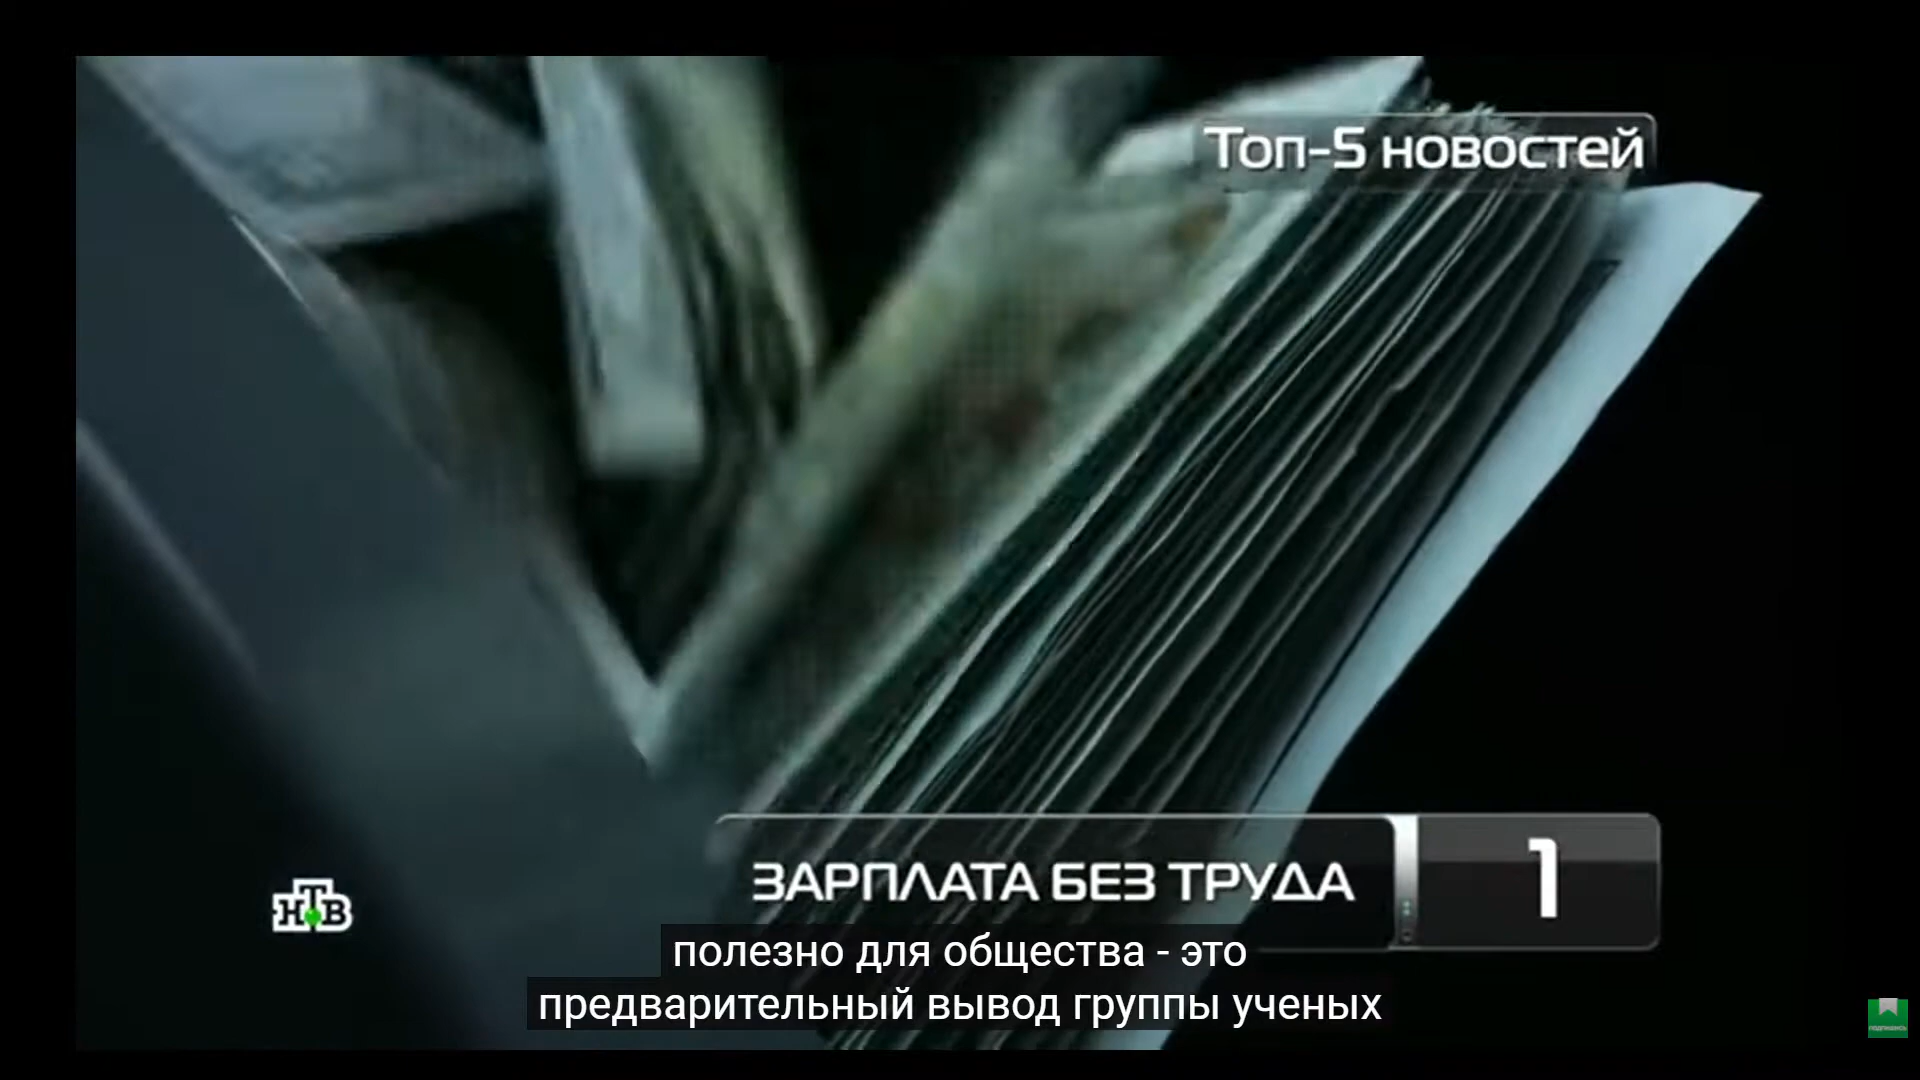 Топ-5 новостей
ЗАРПЛАТА БЕЗ ТРУДА
1
НТВ
полезно для общества - это
предварительный вывод группы ученых